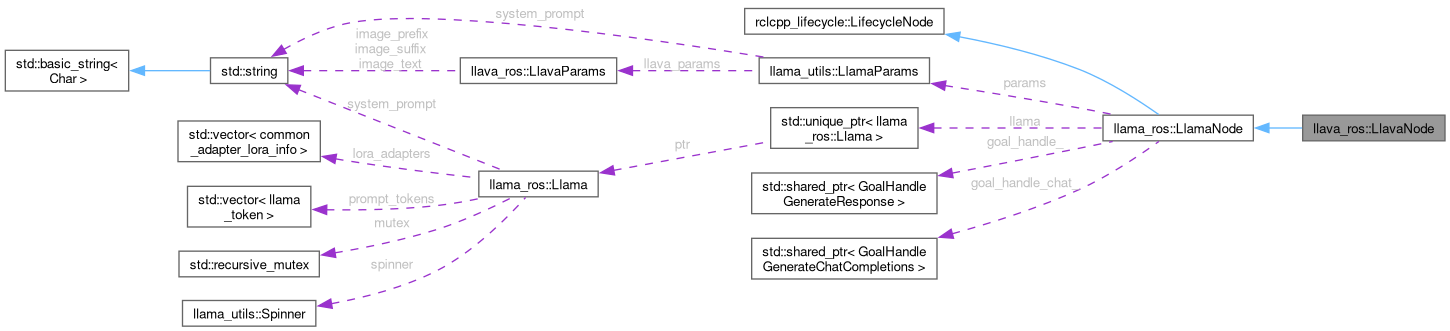 std::basic_string<
Char >
std::string
system_prompt
image_prefix
image_suffix
image_text
llava_ros::LlavaParams
llava_params
rclcpp_lifecycle::LifecycleNode
llama_utils::LlamaParams
params
system_prompt
std::vector< common
_adapter_lora_info >
lora_adapters
std::vector< llama
_token >
prompt_tokens
std::recursive_mutex
mutex
llama_utils::Spinner
spinner
llama_ros::Llama
ptr
std::unique_ptr< llama
_ros::Llama >
llama
std::shared_ptr< GoalHandle
GenerateResponse >
goal_handle_
std::shared_ptr< GoalHandle
GenerateChatCompletions >
goal_handle_chat_
llama_ros::LlamaNode
llava_ros::LlavaNode